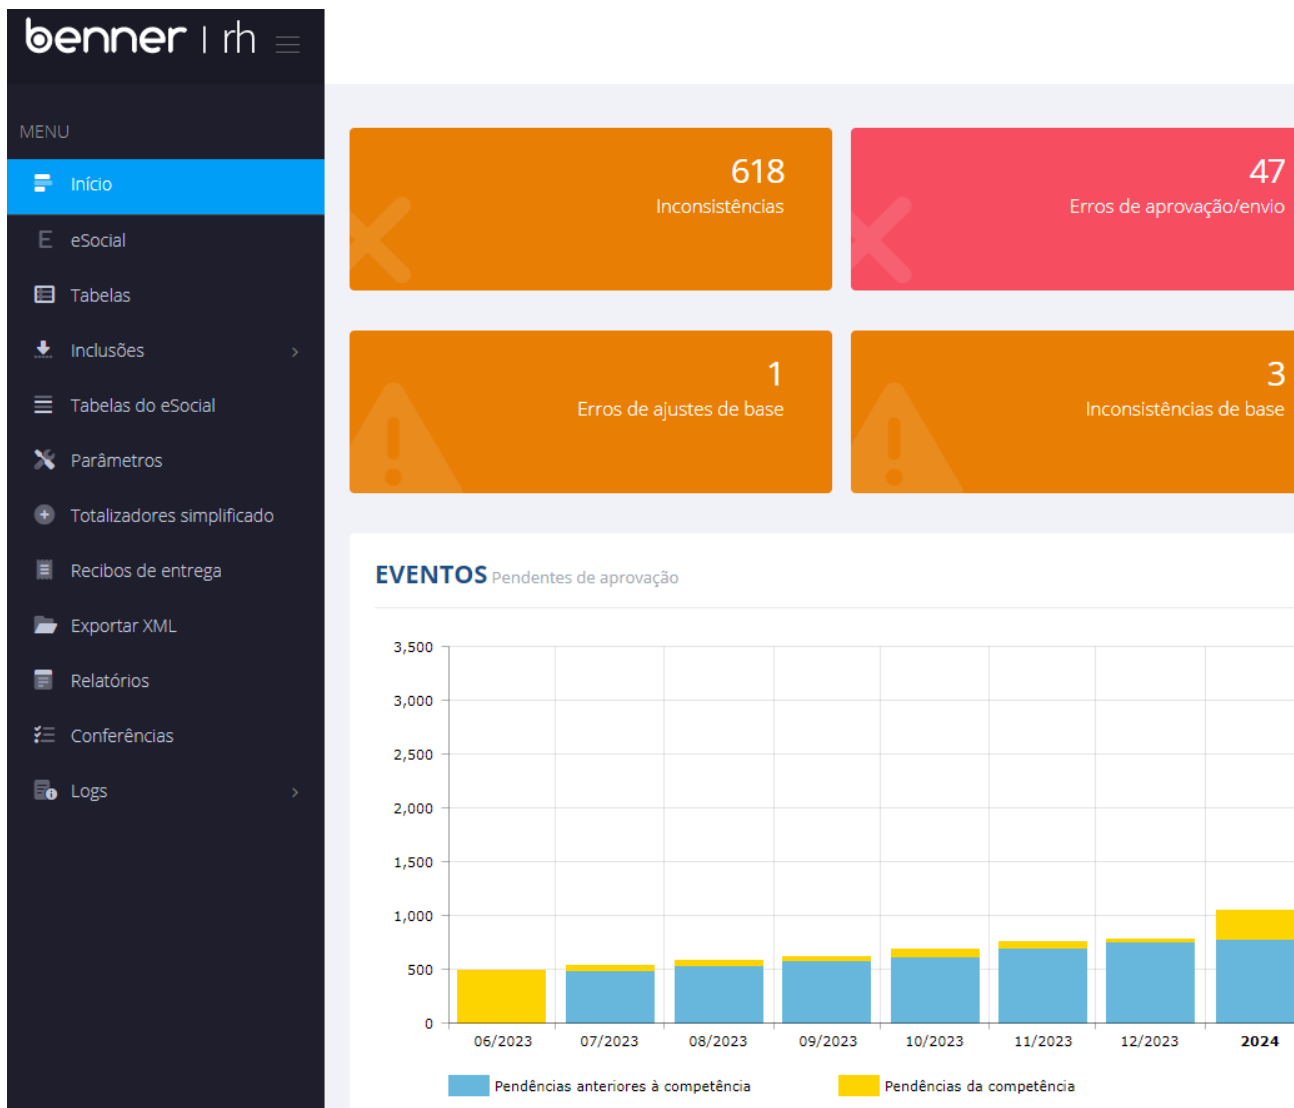 benner | rh
MENU
Início
E eSocial
Tabelas
Inclusões
Tabelas do eSocial
Parâmetros
Totalizadores simplificado
Recibos de entrega
Exportar XML
Relatórios
Conferências
Logs
618
Inconsistências
47
Erros de aprovação/envio
1
Erros de ajustes de base
3
Inconsistências de base
EVENTOS Pendentes de aprovação
3,500
3,000
2,500
2,000
1,500
1,000
500
0
06/2023 07/2023 08/2023 09/2023 10/2023 11/2023 12/2023 2024
Pendências anteriores à competência Pendências da competência